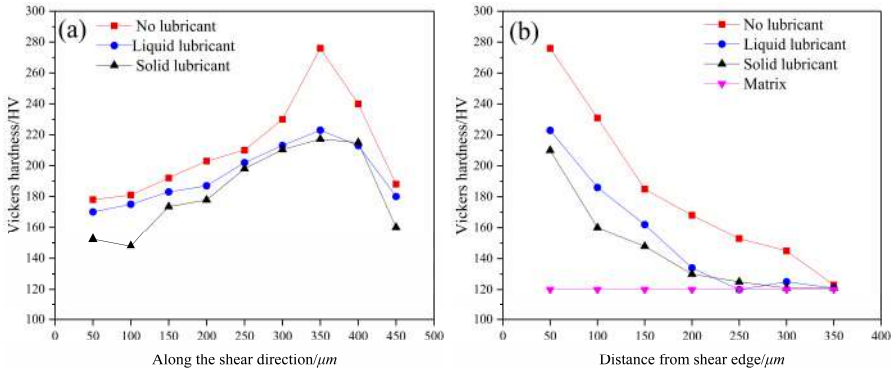 (a)
No lubricant
Liquid lubricant
Solid lubricant
Vickers hardness/HV
300
280
260
240
220
200
180
160
140
120
100
0 50 100 150 200 250 300 350 400 450 500
Along the shear direction/μm
(b)
No lubricant
Liquid lubricant
Solid lubricant
Matrix
Vickers hardness/HV
300
280
260
240
220
200
180
160
140
120
100
0 50 100 150 200 250 300 350 400
Distance from shear edge/μm